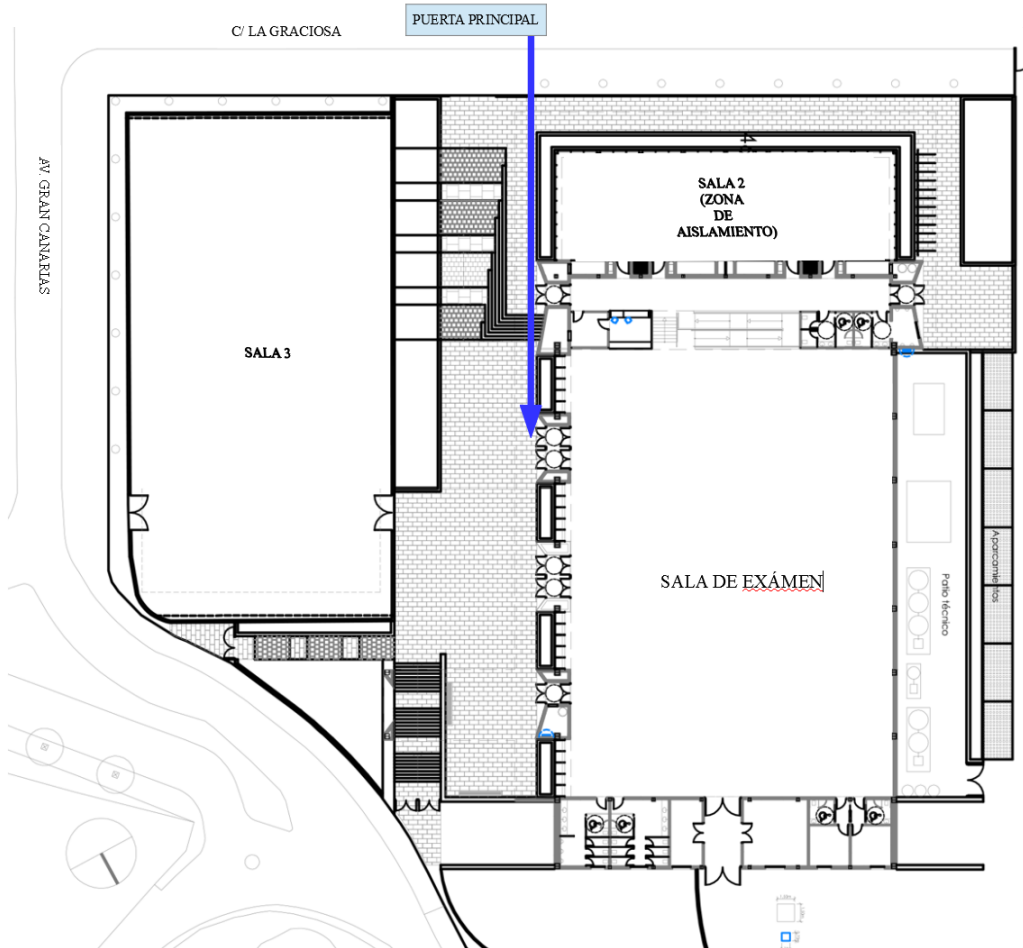 C/ LA GRACIOSA
PUERTA PRINCIPAL
AV. GRAN CANARIAS
SALA 2
(ZONA
DE
AISLAMIENTO)
SALA 3
SALA DE EXÁMEN
Aparcamientos
Patio técnico